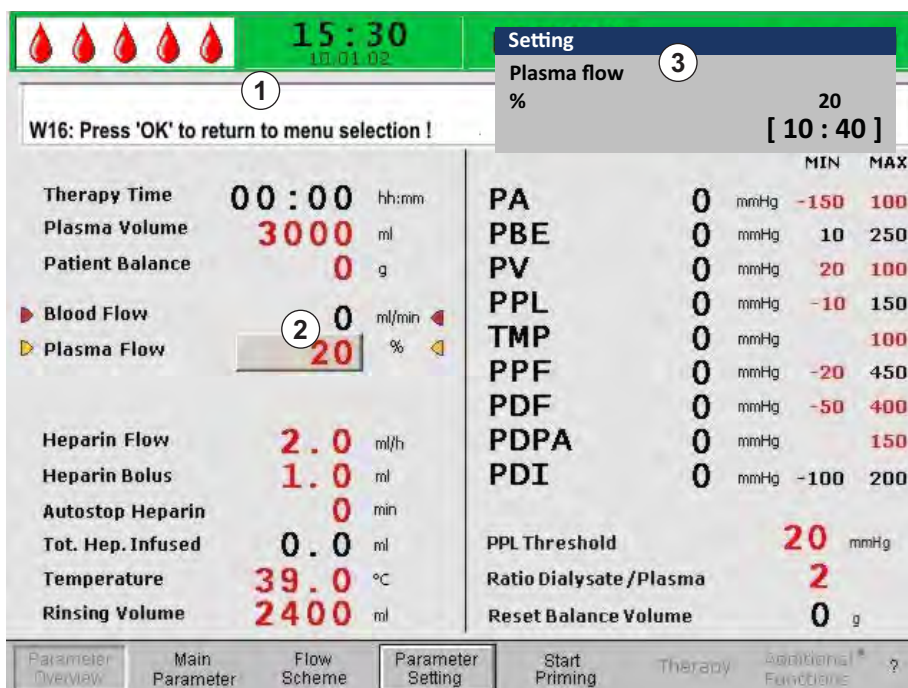 15:30
10.01.02
Setting
Plasma flow
3
% 20
[ 10 : 40 ]
1
W16: Press 'OK' to return to menu selection !
MIN MAX
Therapy Time 00:00 hh:mm
Plasma Volume 3000 ml
Patient Balance 0 g
Blood Flow 0 ml/min
2
Plasma Flow 20 %
Heparin Flow 2.0 ml/h
Heparin Bolus 1.0 ml
Autostop Heparin 0 min
Tot. Hep. Infused 0.0 ml
Temperature 39.0 °C
Rinsing Volume 2400 ml
PA 0 mmHg -150 100
PBE 0 mmHg 10 250
PV 0 mmHg 20 100
PPL 0 mmHg -10 150
TMP 0 mmHg 100
PPF 0 mmHg -20 450
PDF 0 mmHg -50 400
PDPA 0 mmHg 150
PDI 0 mmHg -100 200
PPL Threshold 20 mmHg
Ratio Dialysate/Plasma 2
Reset Balance Volume 0 g
Parameter Overview
Main Parameter
Flow Scheme
Parameter Setting
Start Priming
Therapy
Additional* Functions
?